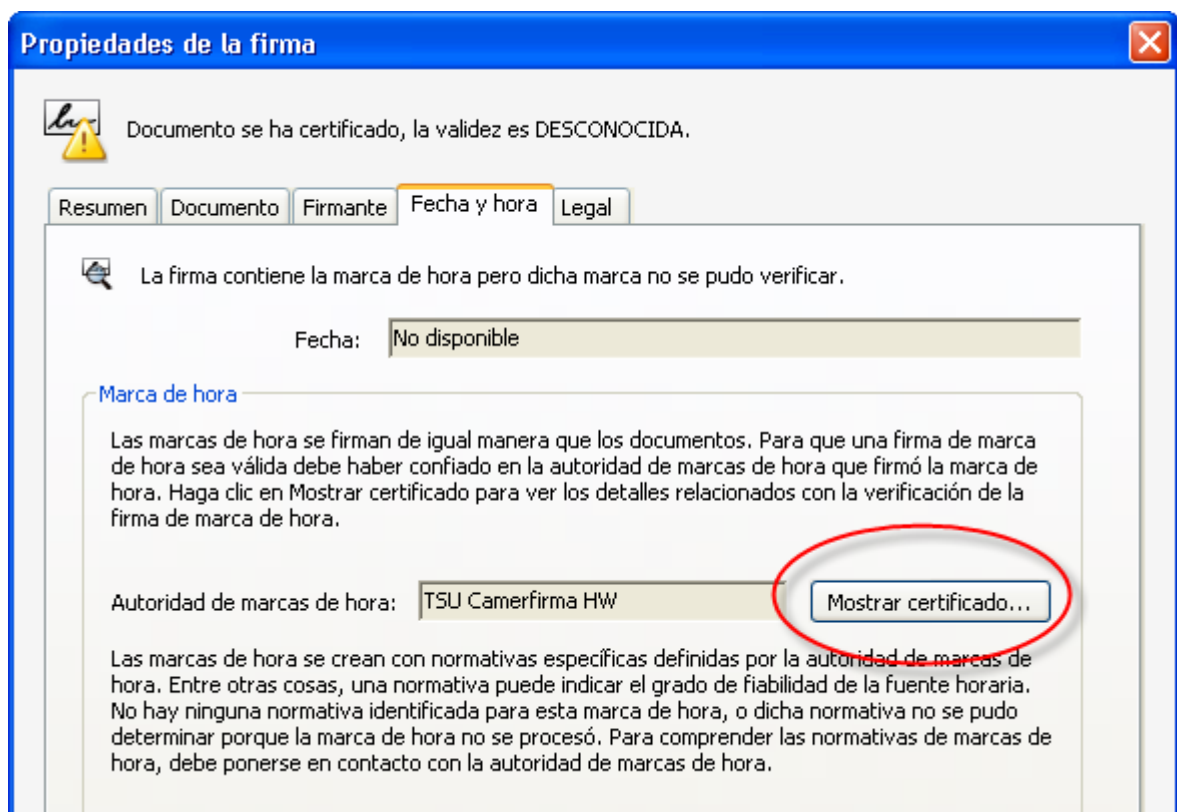 Propiedades de la firma
Documento se ha certificado, la validez es DESCONOCIDA.
Resumen Documento Firmante Fecha y hora Legal
La firma contiene la marca de hora pero dicha marca no se pudo verificar.
Fecha: No disponible
Marca de hora
Las marcas de hora se firman de igual manera que los documentos. Para que una firma de marca
de hora sea válida debe haber confiado en la autoridad de marcas de hora que firmó la marca de
hora. Haga clic en Mostrar certificado para ver los detalles relacionados con la verificación de la
firma de marca de hora.
Autoridad de marcas de hora: TSU Camerfirma HW Mostrar certificado...
Las marcas de hora se crean con normativas específicas definidas por la autoridad de marcas de
hora. Entre otras cosas, una normativa puede indicar el grado de fiabilidad de la fuente horaria.
No hay ninguna normativa identificada para esta marca de hora, o dicha normativa no se pudo
determinar porque la marca de hora no se procesó. Para comprender las normativas de marcas de
hora, debe ponerse en contacto con la autoridad de marcas de hora.